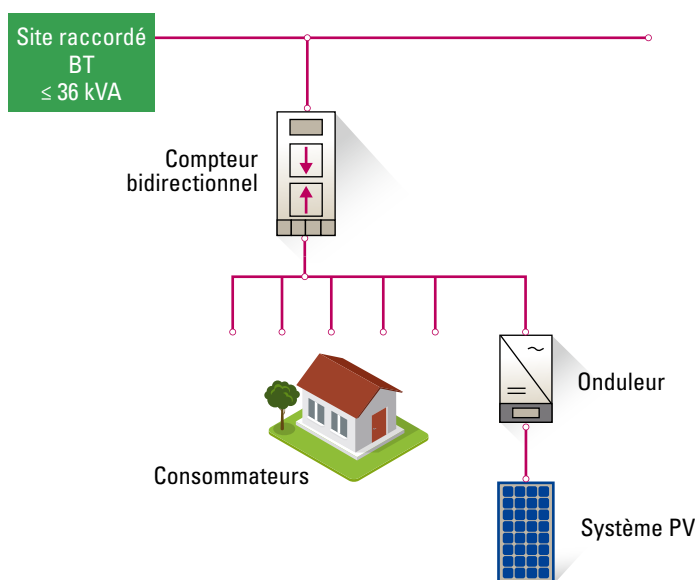 Site raccordé
BT
≤ 36 kVA
Compteur
bidirectionnel
Onduleur
Consommateurs
Système PV